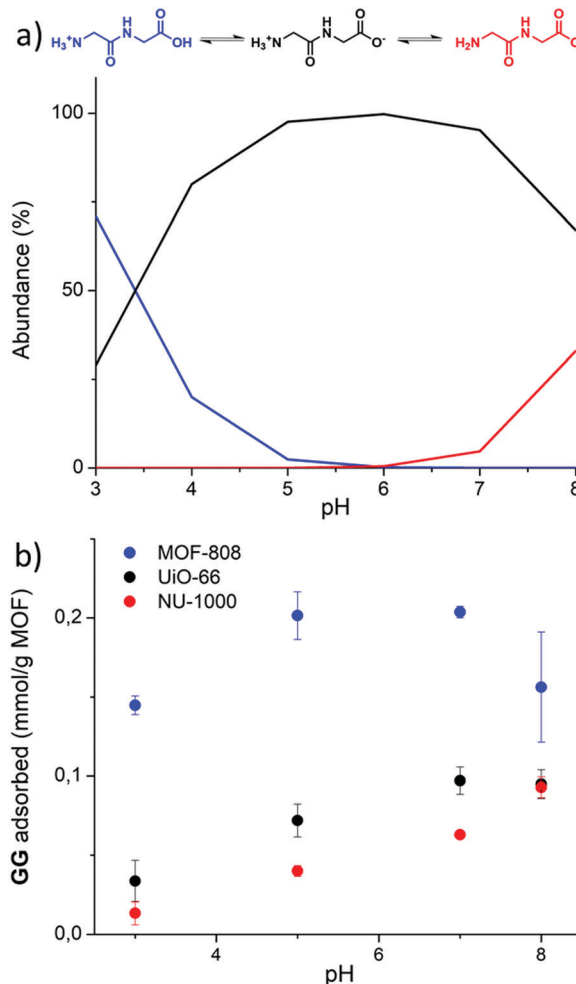 a)
H O
H₃⁺N N OH
O
H O
H₃⁺N N O⁻
O
H O
H₂N N O
O
100
50
0
Abundance (%)
3 4 5 6 7 8
pH
b)
MOF-808
UiO-66
NU-1000
0,2
0,1
0,0
GG adsorbed (mmol/g MOF)
4 6 8
pH